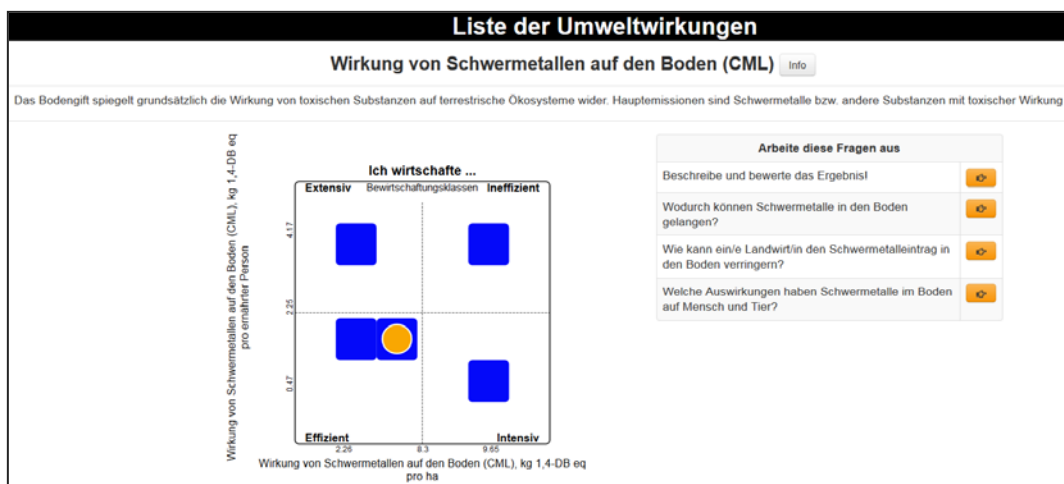 Liste der Umweltwirkungen
Wirkung von Schwermetallen auf den Boden (CML) Info
Das Bodengift spiegelt grundsätzlich die Wirkung von toxischen Substanzen auf terrestrische Ökosysteme wider. Hauptemissionen sind Schwermetalle bzw. andere Substanzen mit toxischer Wirkung
Wirkung von Schwermetallen auf den Boden (CML), kg 1,4-DB eq
pro ernährter Person
Ich wirtschafte ...
Extensiv Bewirtschaftungsklassen Ineffizient
4.17
2.25
0.47
Effizient Intensiv
2.26 8.3 9.65
Wirkung von Schwermetallen auf den Boden (CML), kg 1,4-DB eq
pro ha
Arbeite diese Fragen aus
Beschreibe und bewerte das Ergebnis!
Wodurch können Schwermetalle in den Boden
gelangen?
Wie kann ein/e Landwirt/in den Schwermetalleintrag in
den Boden verringern?
Welche Auswirkungen haben Schwermetalle im Boden
auf Mensch und Tier?